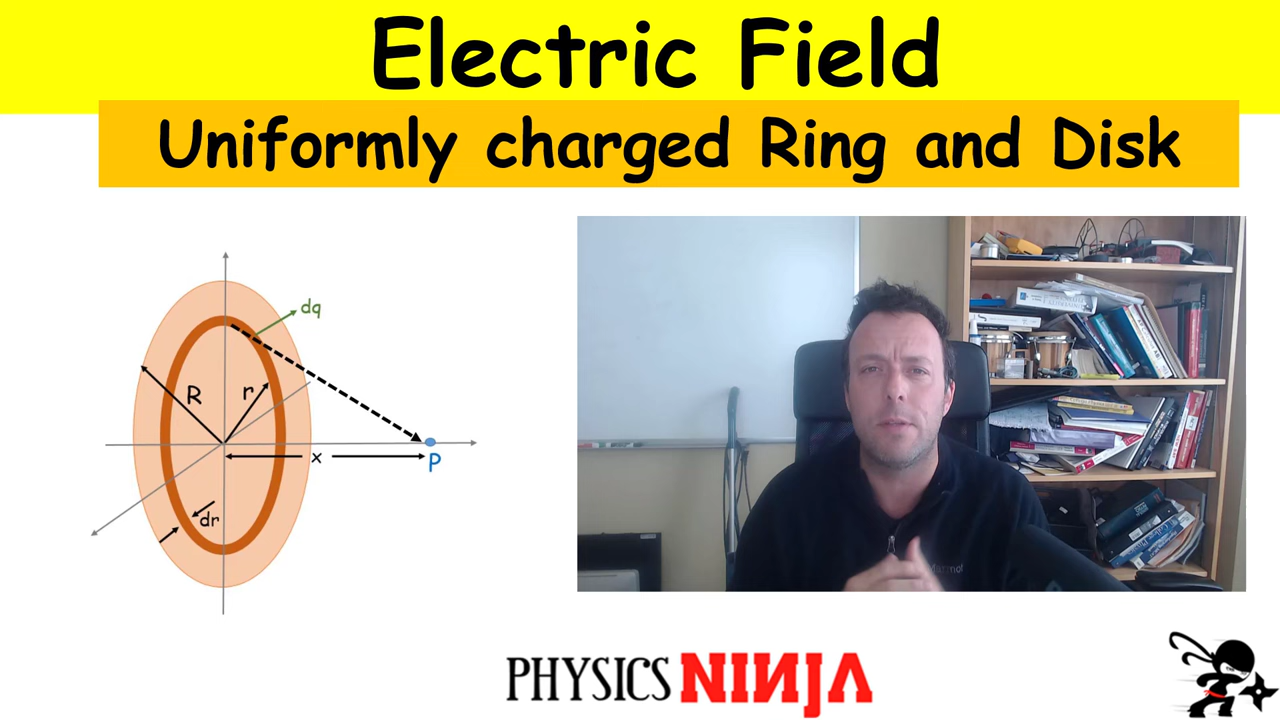 Electric Field
Uniformly charged Ring and Disk
dq
R
r
x
P
dr
PHYSICS NINJA